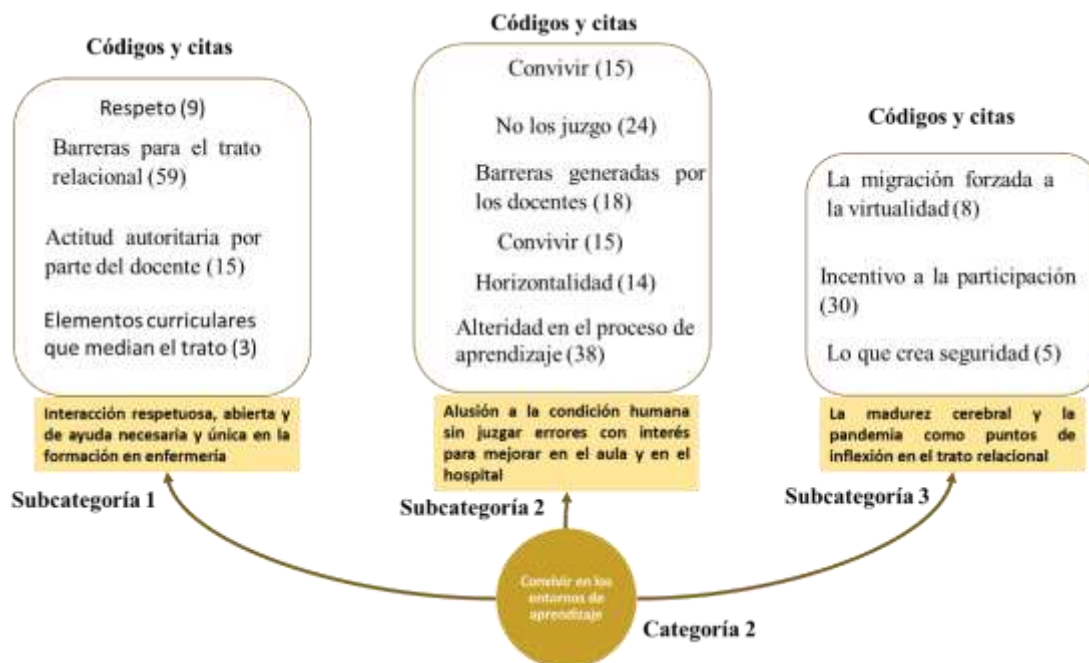 Códigos y citas
Respeto (9)
Barreras para el trato
relacional (59)
Actitud autoritaria por
parte del docente (15)
Elementos curriculares
que median el trato (3)
Interacción respetuosa, abierta y
de ayuda necesaria y única en la
formación en enfermería
Subcategoría 1
Códigos y citas
Convivir (15)
No los juzgo (24)
Barreras generadas por
los docentes (18)
Convivir (15)
Horizontalidad (14)
Alteridad en el proceso de
aprendizaje (38)
Alusión a la condición humana
sin juzgar errores con interés
para mejorar en el aula y en el
hospital
Subcategoría 2
Códigos y citas
La migración forzada a
la virtualidad (8)
Incentivo a la participación
(30)
Lo que crea seguridad (5)
La madurez cerebral y la
pandemia como puntos de
inflexión en el trato relacional
Subcategoría 3
Convivir en los
entornos de
aprendizaje
Categoría 2